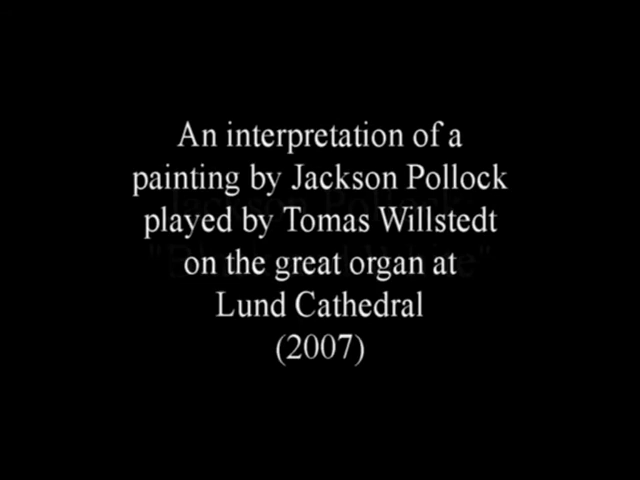 An interpretation of a
painting by Jackson Pollock
played by Tomas Willstedt
on the great organ at
Lund Cathedral
(2007)